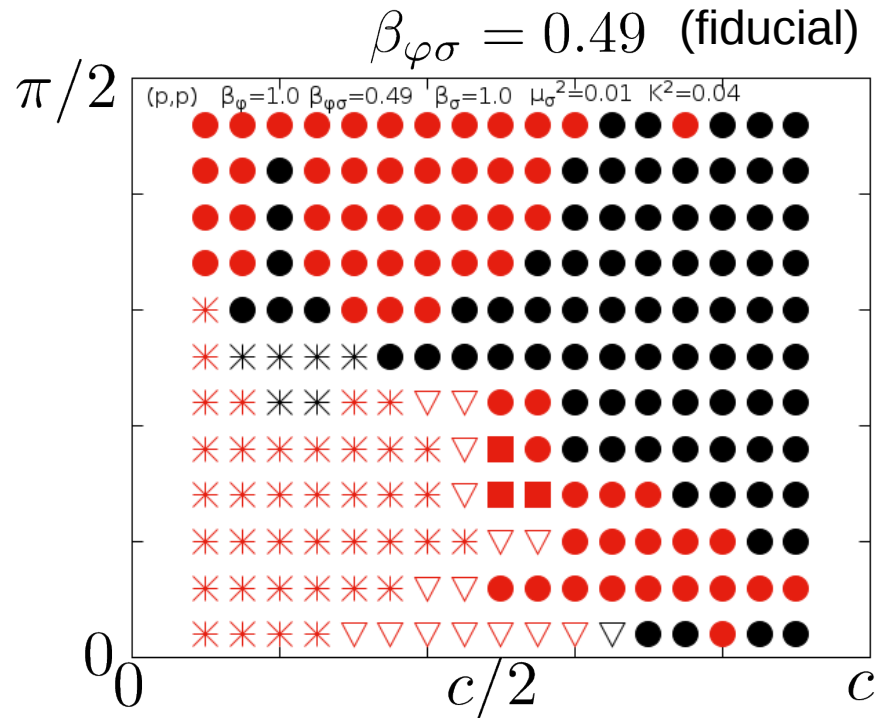 β_φσ = 0.49 (fiducial)
π/2
(p,p) β_φ=1.0 β_φσ=0.49 β_σ=1.0 μ_σ²=0.01 K²=0.04
0
0 c/2 c